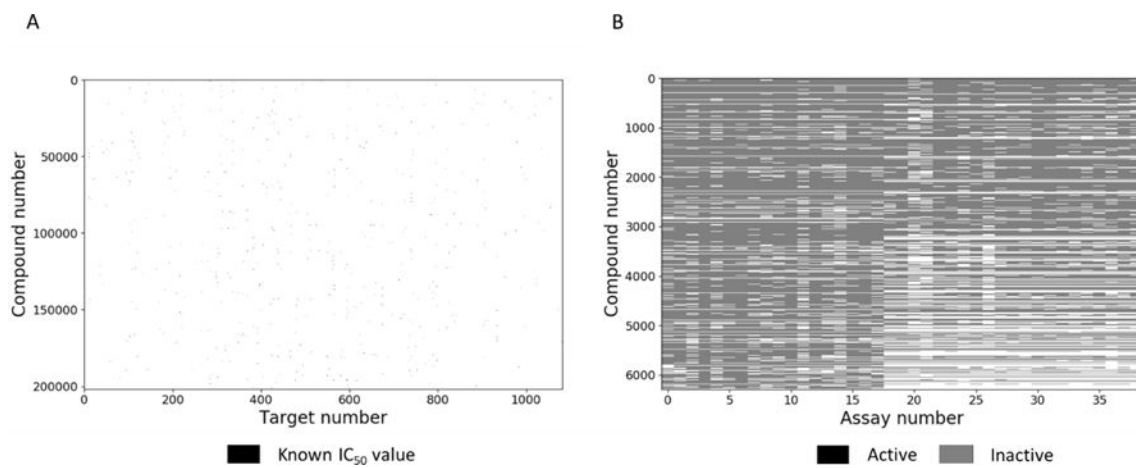 A
B
0
50000
100000
150000
200000
Compound number
0
200
400
600
800
1000
Target number
Known IC₅₀ value
0
1000
2000
3000
4000
5000
6000
Compound number
0
5
10
15
20
25
30
35
Assay number
Active
Inactive